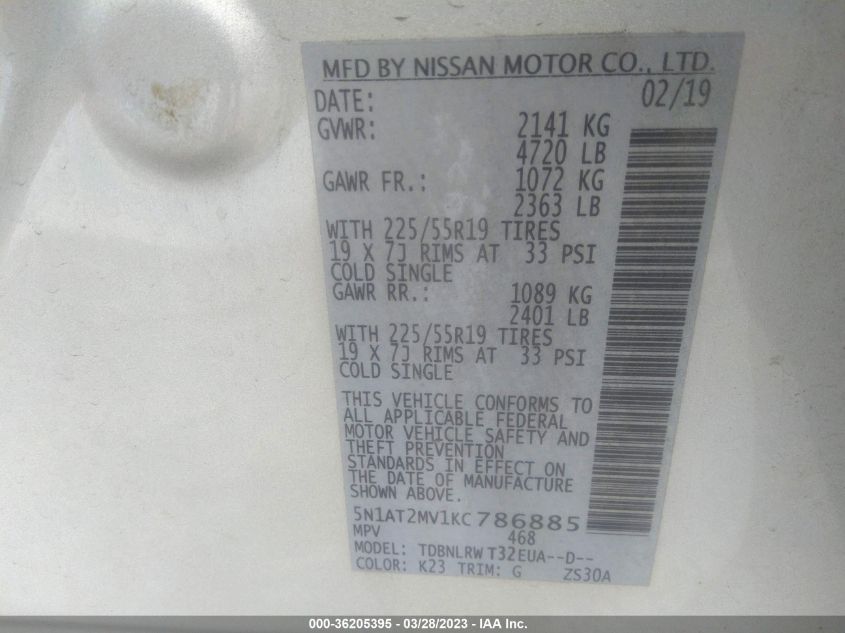 MFD BY NISSAN MOTOR CO., LTD.
DATE: 02/19
GVWR: 2141 KG
4720 LB
GAWR FR.: 1072 KG
2363 LB
WITH 225/55R19 TIRES
19 X 7J RIMS AT 33 PSI
COLD SINGLE
GAWR RR.: 1089 KG
2401 LB
WITH 225/55R19 TIRES
19 X 7J RIMS AT 33 PSI
COLD SINGLE
THIS VEHICLE CONFORMS TO
ALL APPLICABLE FEDERAL
MOTOR VEHICLE SAFETY AND
THEFT PREVENTION
STANDARDS IN EFFECT ON
THE DATE OF MANUFACTURE
SHOWN ABOVE.
5N1AT2MV1KC786885
MPV 468
MODEL: TDBNLRW T32EUA--D--
COLOR: K23 TRIM: G ZS30A
000-36205395 - 03/28/2023 - IAA Inc.